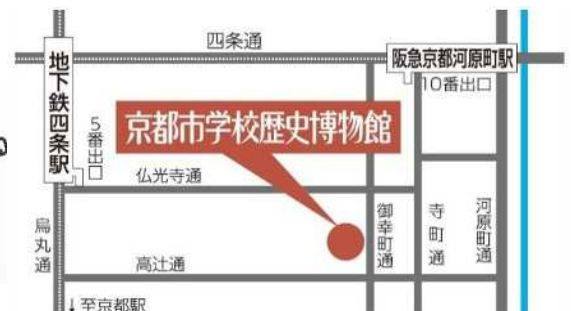 四条通
阪急京都河原町駅
10番出口
地下鉄四条駅
5番出口
京都市学校歴史博物館
仏光寺通
烏丸通
御幸町通
寺町通
河原町通
高辻通
↓至京都駅